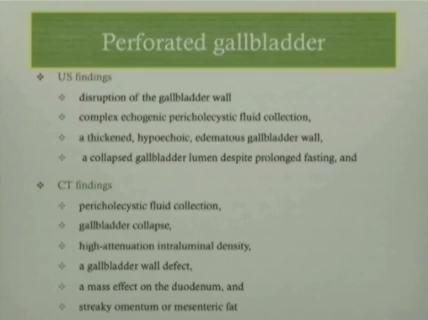 Perforated gallbladder
US findings
disruption of the gallbladder wall
complex echogenic pericholecystic fluid collection,
a thickened, hypoechoic, edematous gallbladder wall,
a collapsed gallbladder lumen despite prolonged fasting, and
CT findings
pericholecystic fluid collection,
gallbladder collapse,
high-attenuation intraluminal density,
a gallbladder wall defect,
a mass effect on the duodenum, and
streaky omentum or mesenteric fat